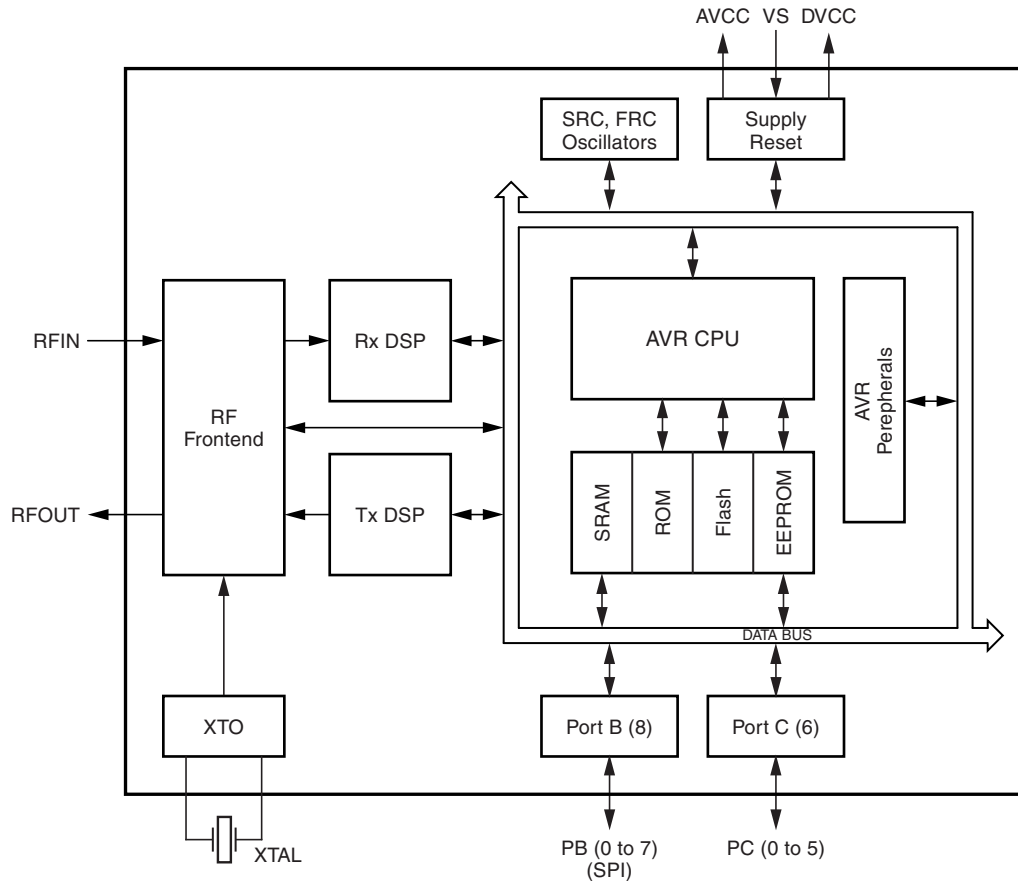 AVCC VS DVCC
SRC, FRC
Oscillators
Supply
Reset
RFIN
RF
Frontend
Rx DSP
AVR CPU
AVR
Perepherals
RFOUT
Tx DSP
SRAM
ROM
Flash
EEPROM
DATA BUS
XTO
Port B (8)
Port C (6)
XTAL
PB (0 to 7)
(SPI)
PC (0 to 5)